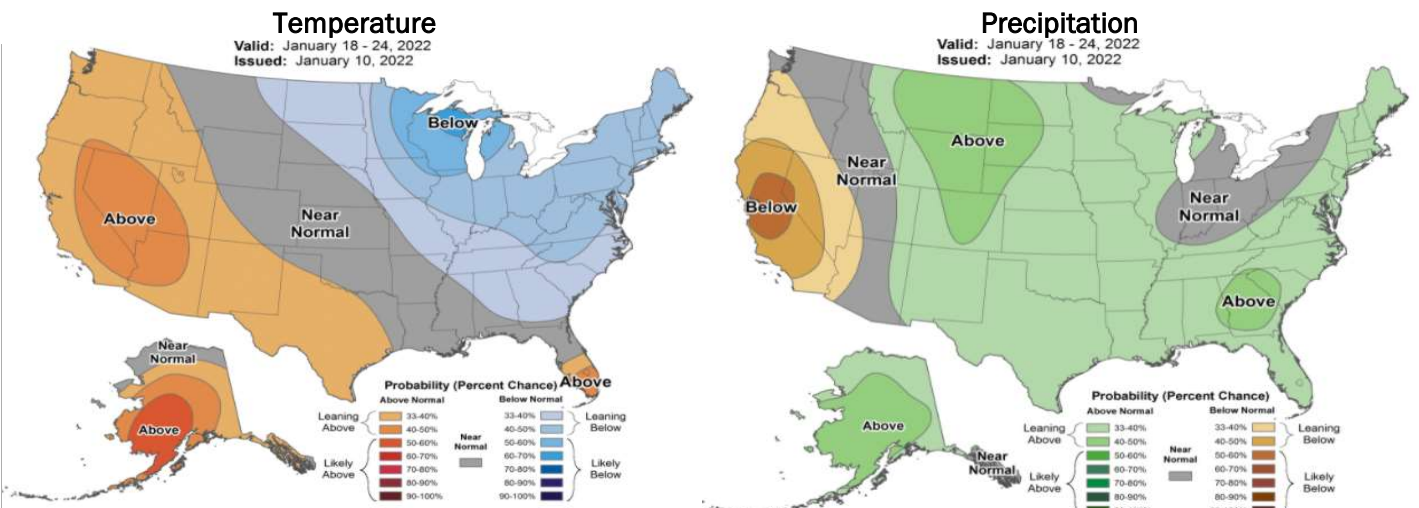 Temperature
Valid: January 18 - 24, 2022
Issued: January 10, 2022
Below
Near
Normal
Above
Near
Normal
Above
Above
Probability (Percent Chance)
Above Normal
Below Normal
Leaning
Above
33-40%
40-50%
33-40%
40-50%
Leaning
Below
Likely
Above
50-60%
60-70%
70-80%
80-90%
90-100%
Near
Normal
50-60%
60-70%
70-80%
80-90%
90-100%
Likely
Below
Precipitation
Valid: January 18 - 24, 2022
Issued: January 10, 2022
Above
Near
Normal
Below
Near
Normal
Above
Above
Near
Normal
Probability (Percent Chance)
Above Normal
Below Normal
Leaning
Above
33-40%
40-50%
33-40%
40-50%
Leaning
Below
Likely
Above
50-60%
60-70%
70-80%
80-90%
Near
Normal
50-60%
60-70%
70-80%
80-90%
Likely
Below